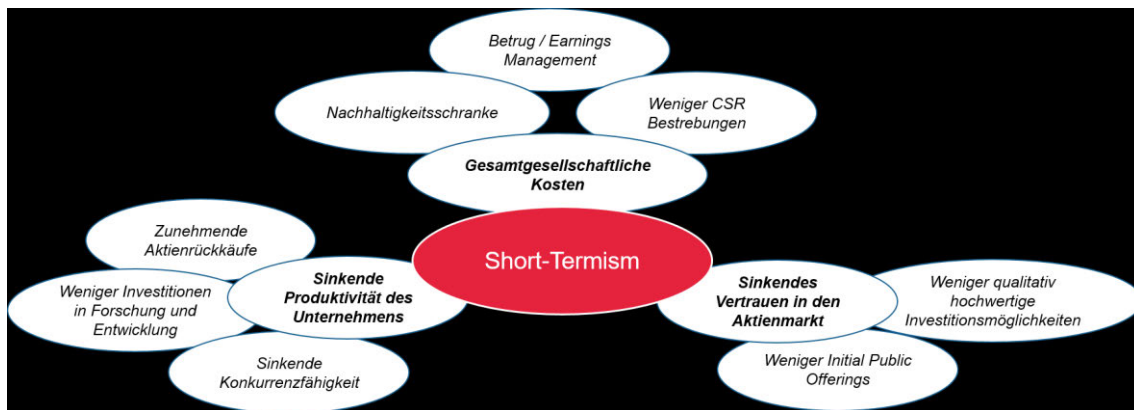 Betrug / Earnings
Management
Nachhaltigkeitsschranke
Weniger CSR
Bestrebungen
Gesamtgesellschaftliche
Kosten
Short-Termism
Zunehmende
Aktienrückkäufe
Weniger Investitionen
in Forschung und
Entwicklung
Sinkende
Produktivität des
Unternehmens
Sinkende
Konkurrenzfähigkeit
Sinkendes
Vertrauen in den
Aktienmarkt
Weniger qualitativ
hochwertige
Investitionsmöglichkeiten
Weniger Initial Public
Offerings